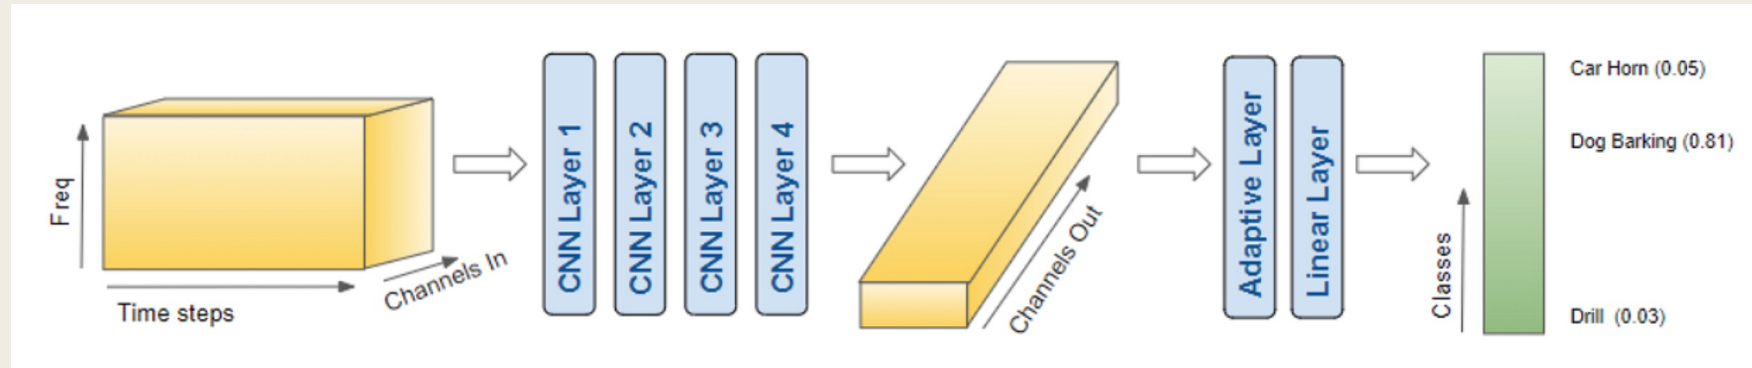 Freq
Time steps
Channels In
CNN Layer 1
CNN Layer 2
CNN Layer 3
CNN Layer 4
Channels Out
Adaptive Layer
Linear Layer
Classes
Car Horn (0.05)
Dog Barking (0.81)
Drill (0.03)